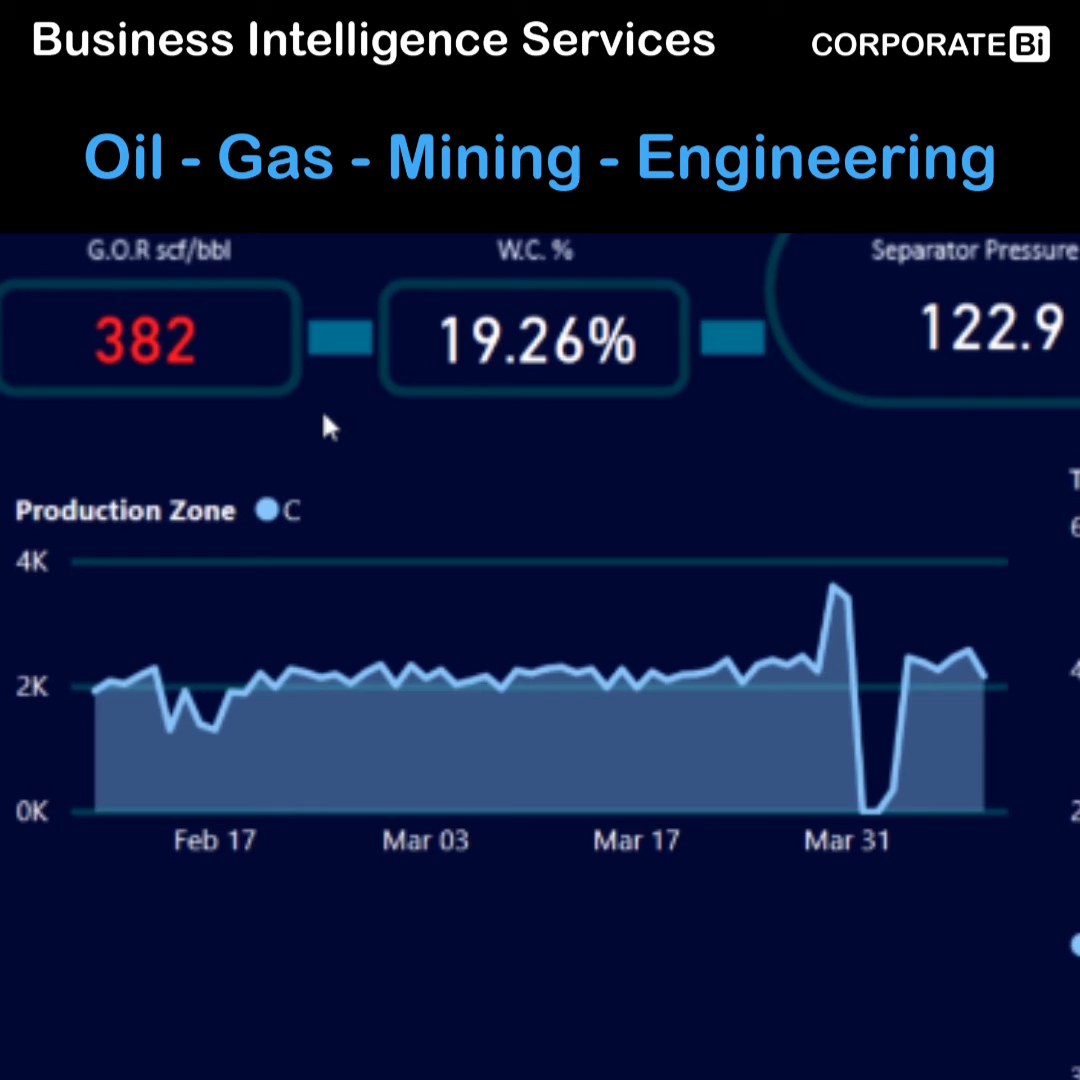 Business Intelligence Services
CORPORATE Bi
Oil - Gas - Mining - Engineering
G.O.R scf/bbl
W.C. %
Separator Pressure
382
19.26%
122.9
Production Zone C
4K
2K
0K
Feb 17
Mar 03
Mar 17
Mar 31